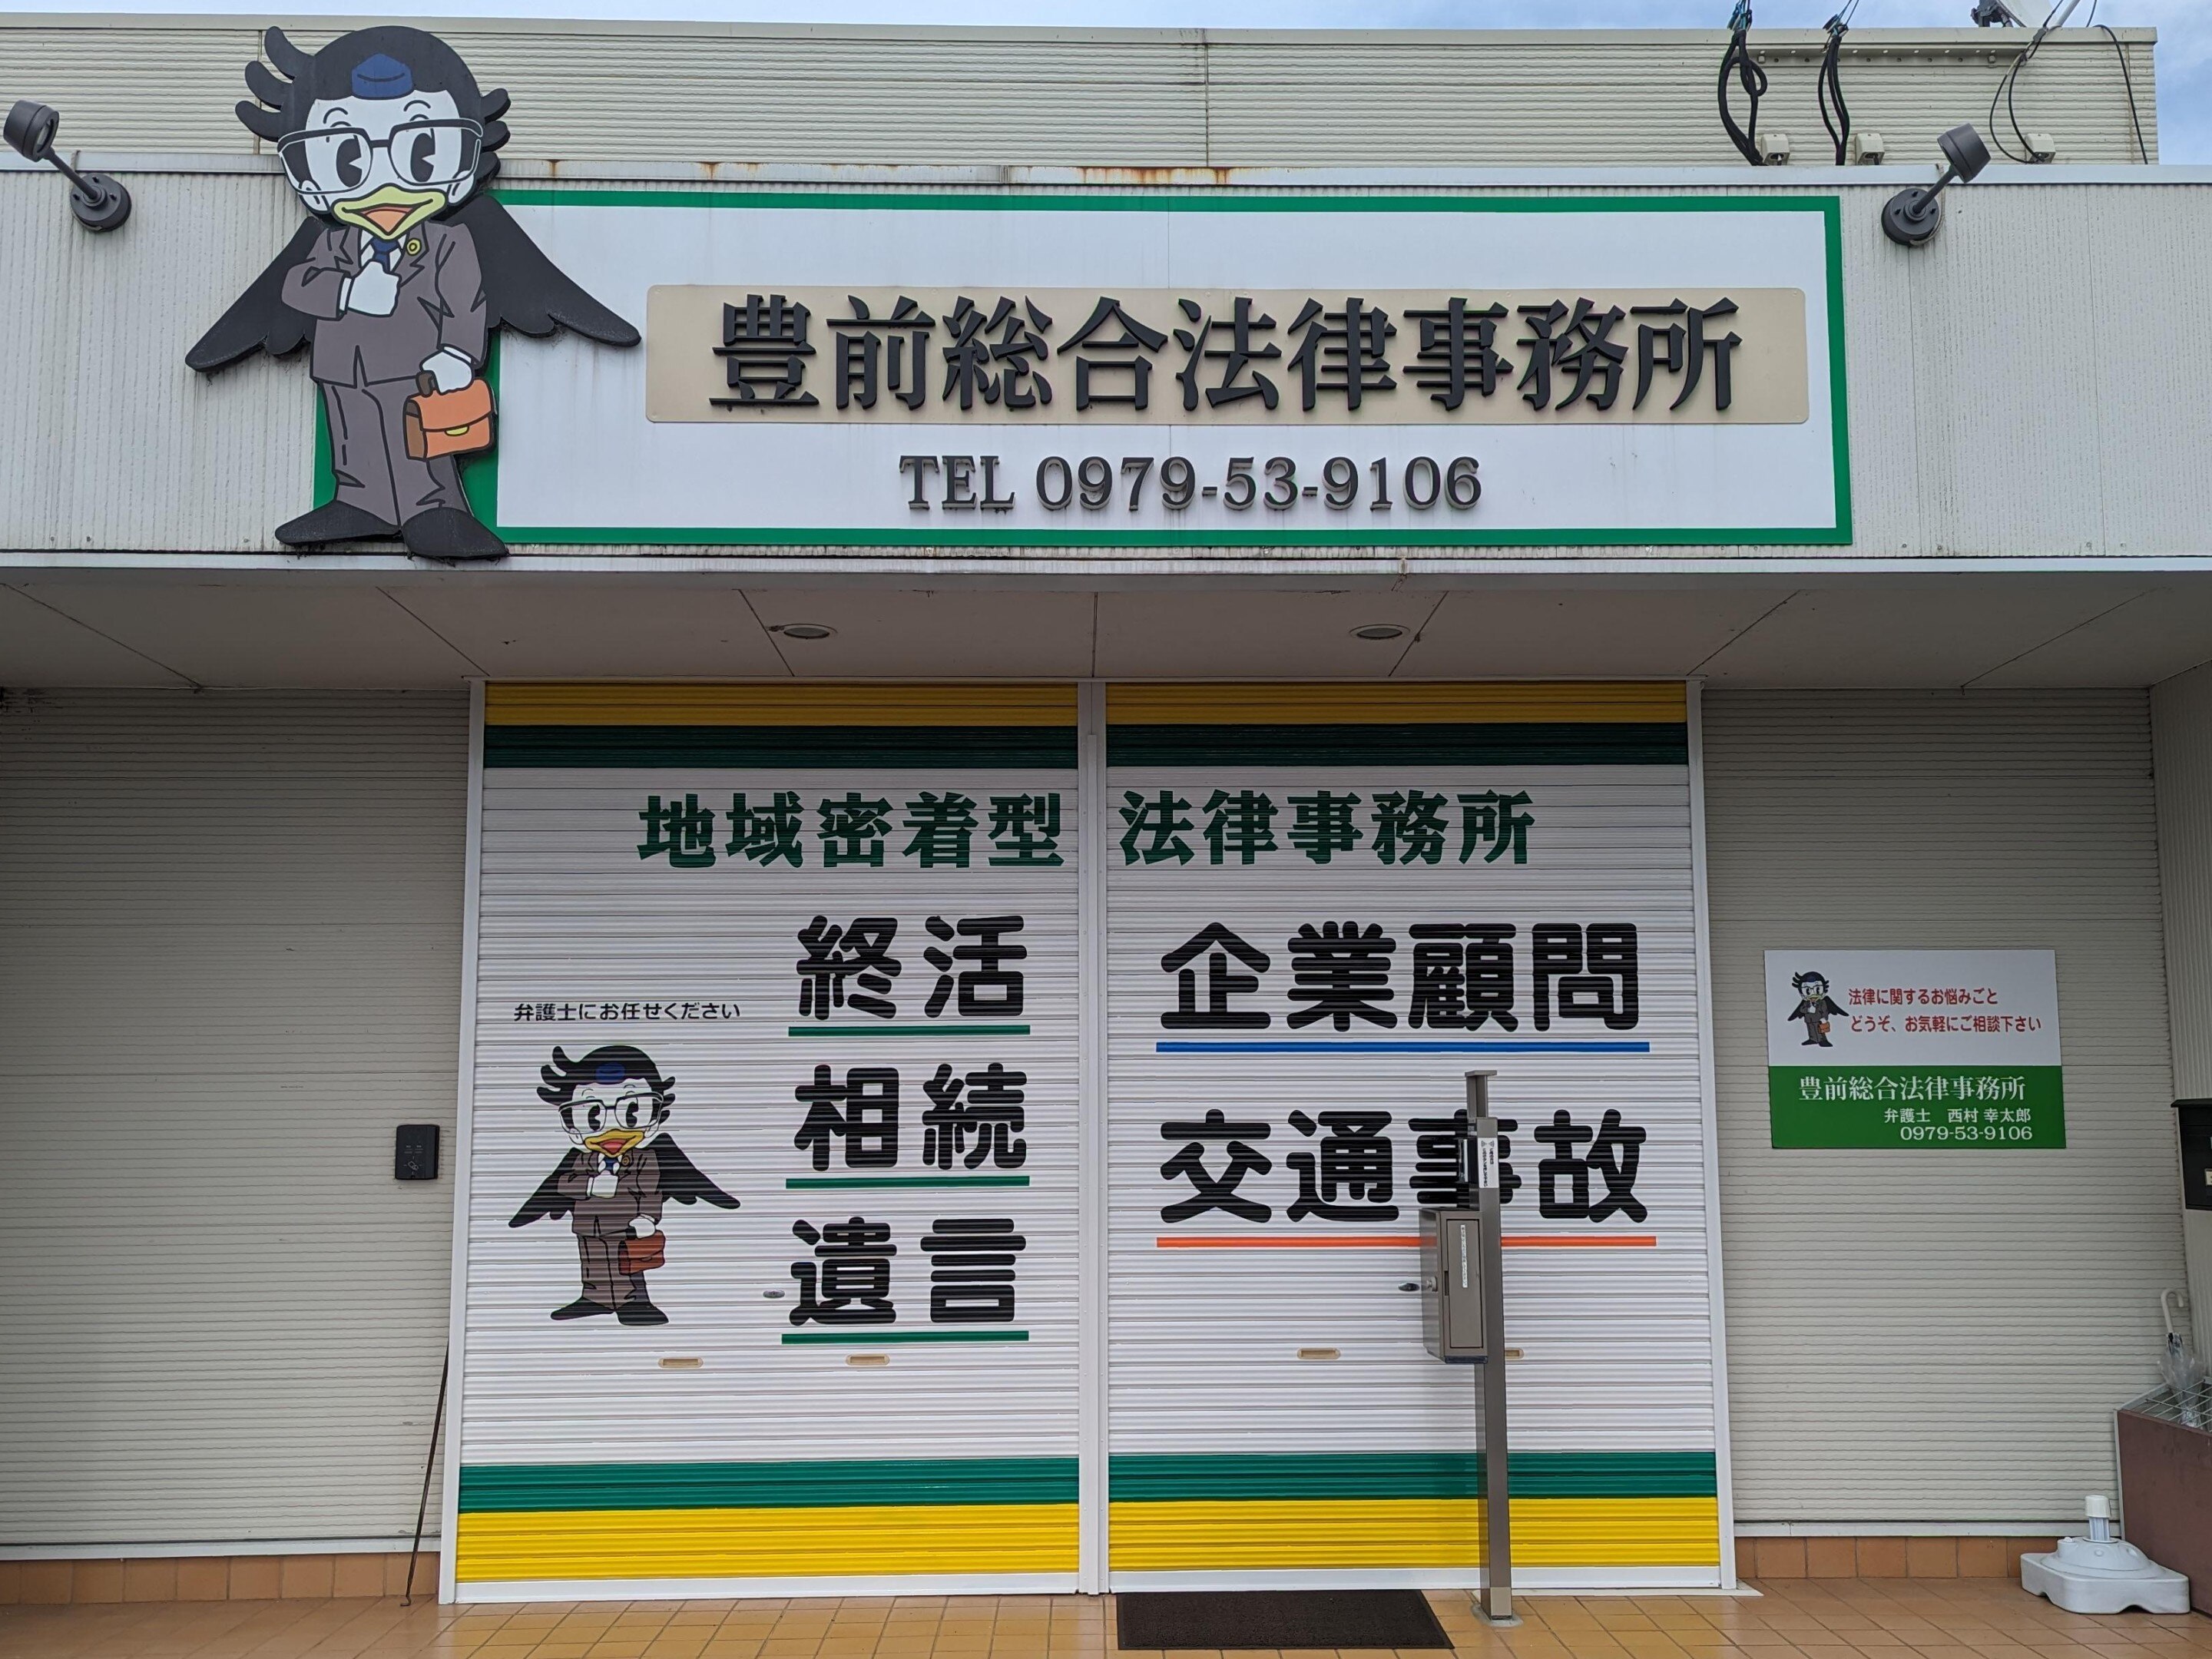 豊前総合法律事務所
TEL 0979-53-9106
地域密着型 法律事務所
弁護士にお任せください
終活
相続
遺言
企業顧問
交通事故
法律に関するお悩みごと
どうぞ、お気軽にご相談下さい
豊前総合法律事務所
弁護士 西村 幸太郎
0979-53-9106